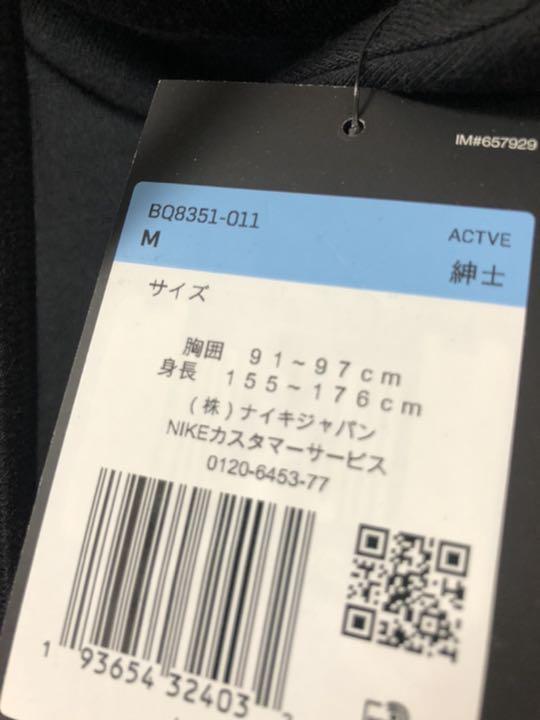 IM#657929
BQ8351-011
M ACTVE
紳士
サイズ
胸囲 91~97cm
身長 155~176cm
(株)ナイキジャパン
NIKEカスタマーサービス
0120-6453-77
1 93654 32403